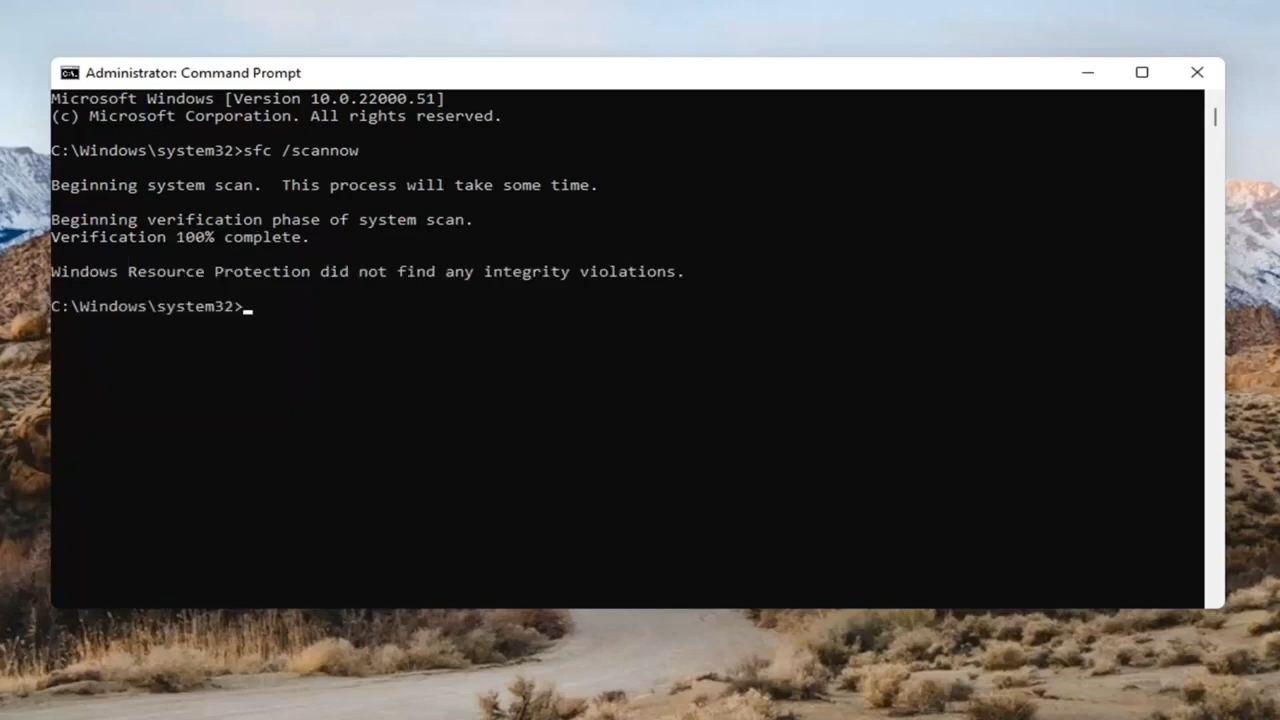 Administrator: Command Prompt
Microsoft Windows [Version 10.0.22000.51]
(c) Microsoft Corporation. All rights reserved.
C:\Windows\system32>sfc /scannow
Beginning system scan.  This process will take some time.
Beginning verification phase of system scan.
Verification 100% complete.
Windows Resource Protection did not find any integrity violations.
C:\Windows\system32>